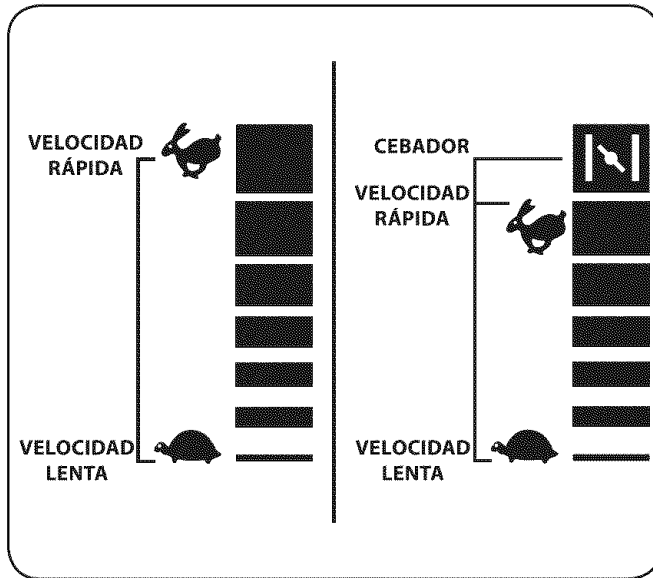 VELOCIDAD
RÁPIDA
VELOCIDAD
LENTA
CEBADOR
VELOCIDAD
RÁPIDA
VELOCIDAD
LENTA